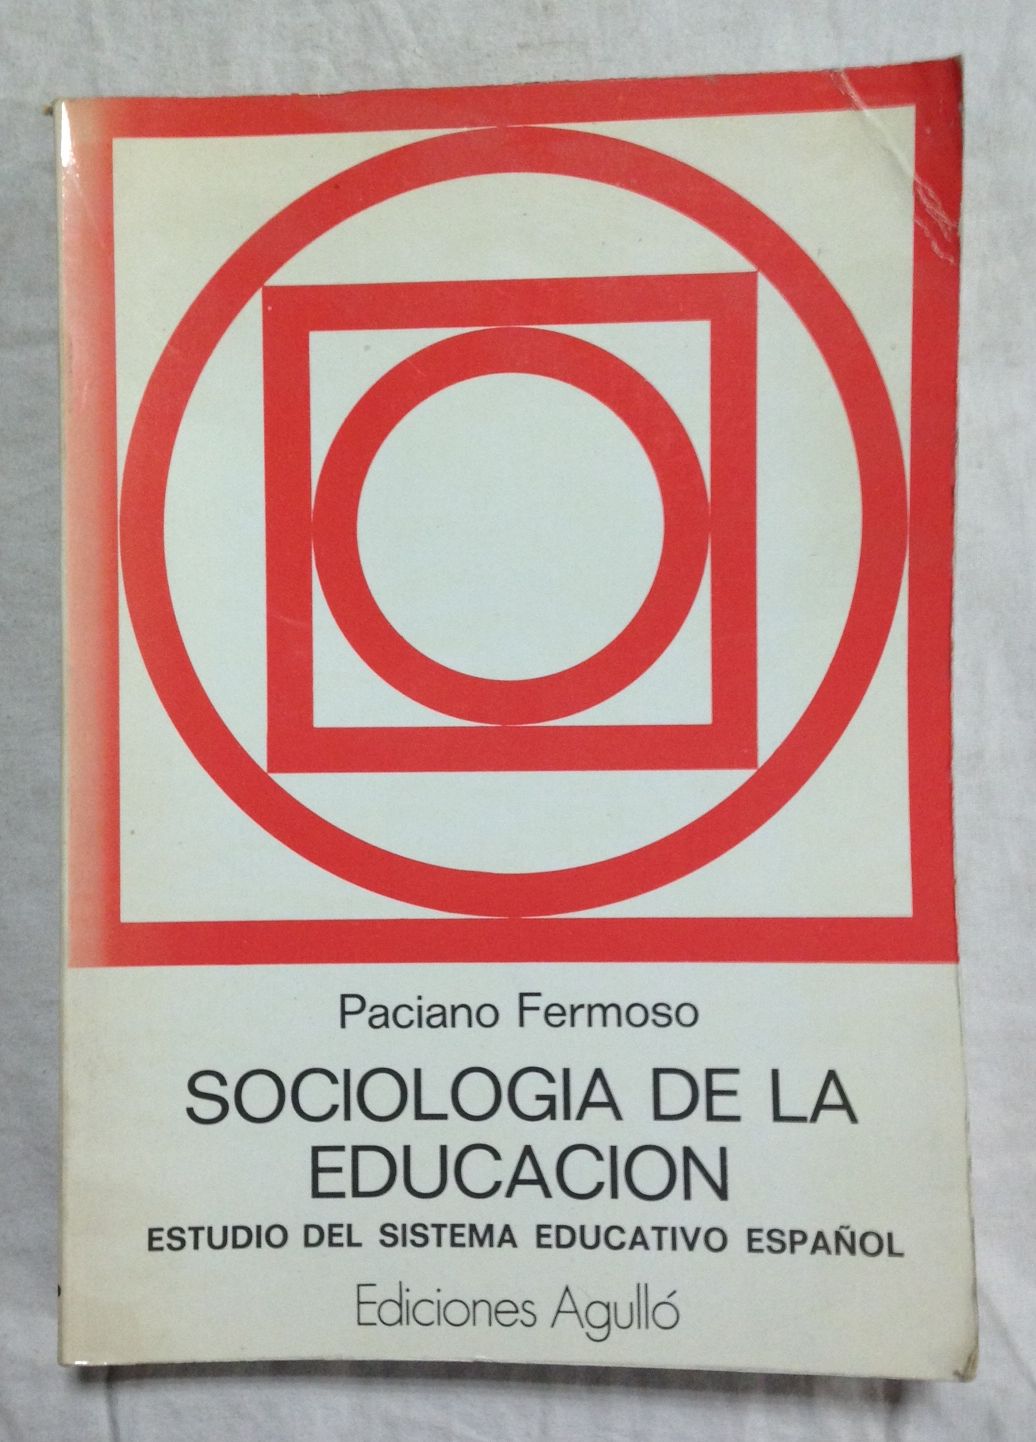 Paciano Fermoso
SOCIOLOGIA DE LA
EDUCACION
ESTUDIO DEL SISTEMA EDUCATIVO ESPAÑOL
Ediciones Agulló